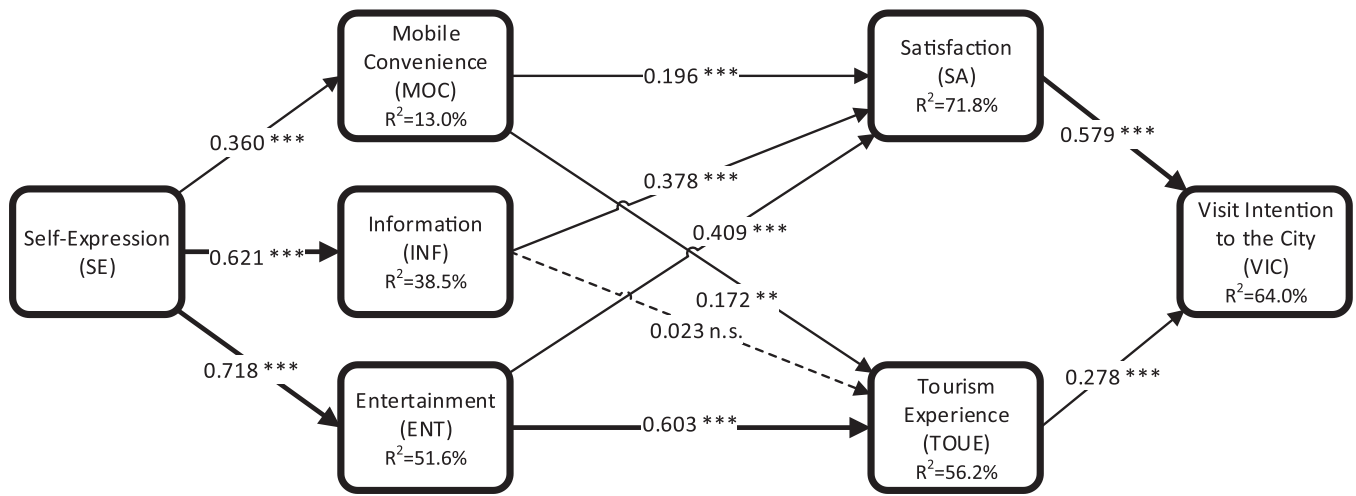 Mobile
Convenience
(MOC)
R²=13.0%
Satisfaction
(SA)
R²=71.8%
0.196 ***
0.360 ***
0.579 ***
0.378 ***
Self-Expression
(SE)
0.621 ***
Information
(INF)
R²=38.5%
0.409 ***
Visit Intention
to the City
(VIC)
R²=64.0%
0.172 **
0.023 n.s.
0.718 ***
0.278 ***
Entertainment
(ENT)
R²=51.6%
0.603 ***
Tourism
Experience
(TOUE)
R²=56.2%